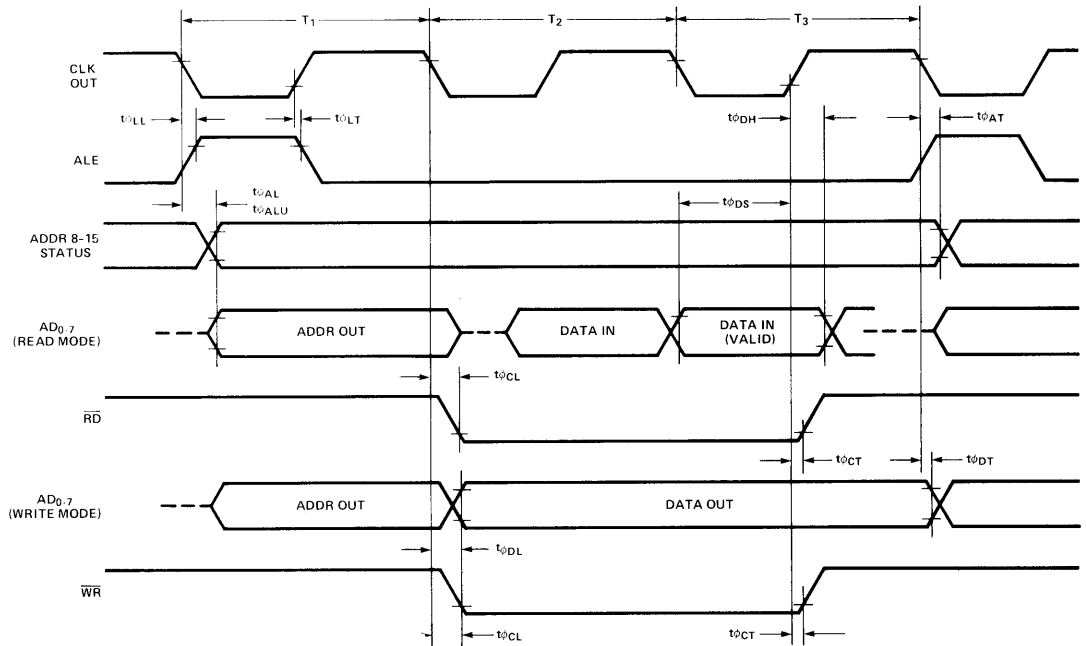 T1 T2 T3
CLK
OUT
tφLL tφLT tφDH tφAT
ALE
tφAL
tφALU
tφDS
ADDR 8-15
STATUS
AD0-7
(READ MODE)
ADDR OUT DATA IN DATA IN
(VALID)
tφCL
RD
tφCT tφDT
AD0-7
(WRITE MODE)
ADDR OUT DATA OUT
tφDL
WR
tφCL tφCT